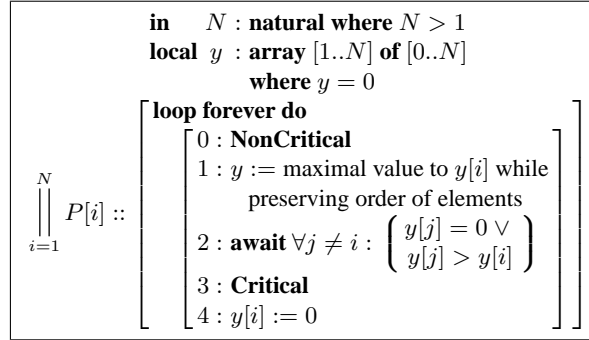 in N : natural where N > 1
local y : array [1..N] of [0..N]
where y = 0
loop forever do
0 : NonCritical
1 : y := maximal value to y[i] while
preserving order of elements
N
|| P[i] ::
i=1
2 : await ∀j ≠ i : ( y[j] = 0 ∨
y[j] > y[i] )
3 : Critical
4 : y[i] := 0